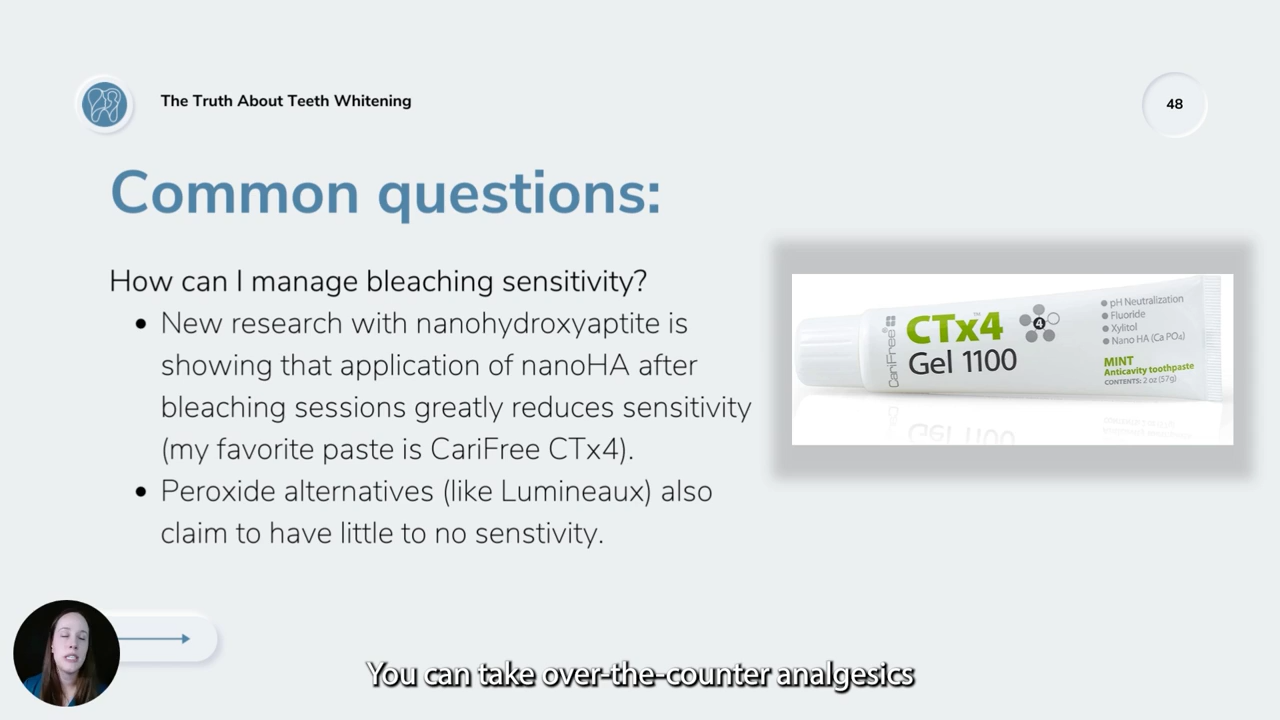 The Truth About Teeth Whitening
48
Common questions:
How can I manage bleaching sensitivity?
• New research with nanohydroxyaptite is
showing that application of nanoHA after
bleaching sessions greatly reduces sensitivity
(my favorite paste is CariFree CTx4).
• Peroxide alternatives (like Lumineaux) also
claim to have little to no senstivity.
CariFree
CTx4
Gel 1100
4
pH Neutralization
Fluoride
Xylitol
Nano HA (Ca PO₄)
MINT
Anticavity toothpaste
CONTENTS: 2 oz (57g)
Gel 1100
You can take over-the-counter analgesics